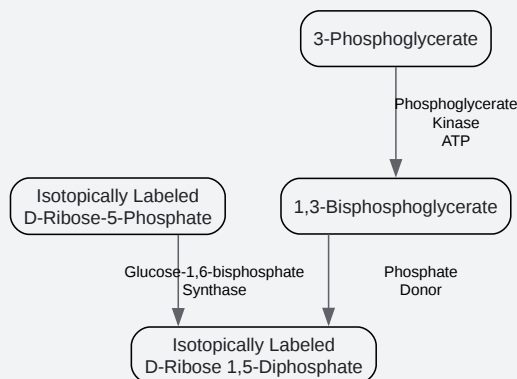 3-Phosphoglycerate
Phosphoglycerate
Kinase
ATP
Isotopically Labeled
D-Ribose-5-Phosphate
1,3-Bisphosphoglycerate
Glucose-1,6-bisphosphate
Synthase
Phosphate
Donor
Isotopically Labeled
D-Ribose 1,5-Diphosphate